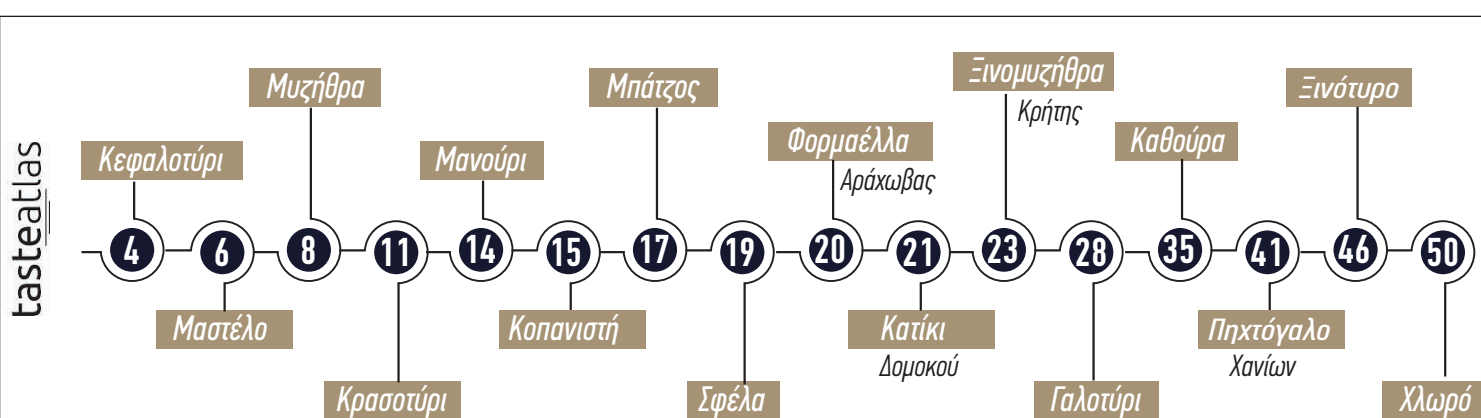 tasteatlas
Κεφαλοτύρι
4
6
Μαστέλο
Μυζήθρα
8
11
Κρασοτύρι
Μανούρι
14
15
Κοπανιστή
Μπάτζος
17
19
Σφέλα
Φορμαέλλα
Αράχωβας
20
21
Κατίκι
Δομοκού
Ξινομυζήθρα
Κρήτης
23
28
Γαλοτύρι
Καθούρα
35
41
Πηχτόγαλο
Χανίων
Ξινότυρο
46
50
Χλωρό